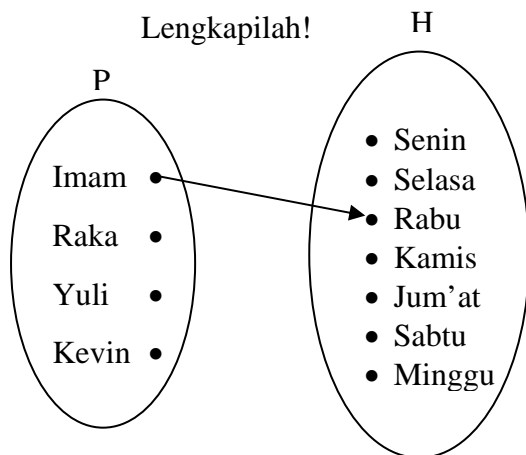 Lengkapilah!
P
H
Imam
Raka
Yuli
Kevin
Senin
Selasa
Rabu
Kamis
Jum’at
Sabtu
Minggu